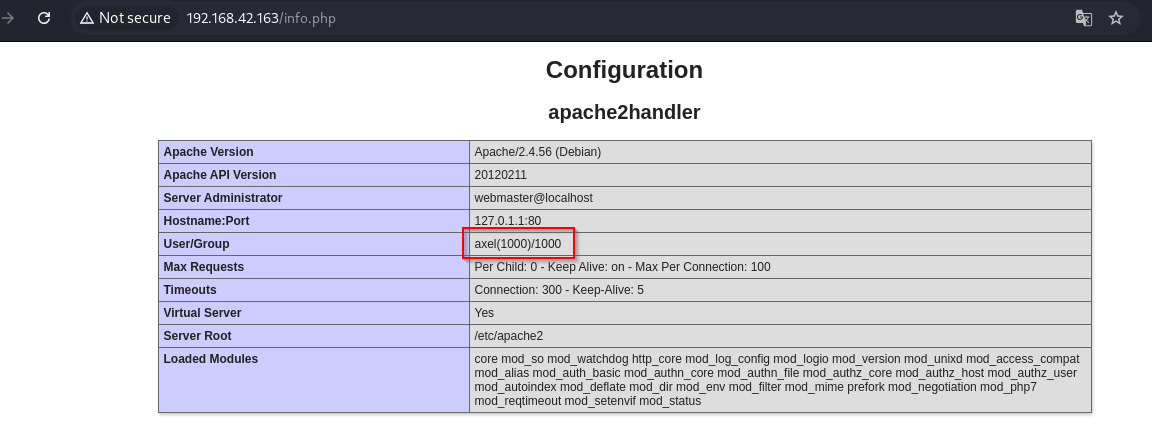 Not secure 192.168.42.163/info.php
Configuration
apache2handler
Apache Version Apache/2.4.56 (Debian)
Apache API Version 20120211
Server Administrator webmaster@localhost
Hostname:Port 127.0.1.1:80
User/Group axel(1000)/1000
Max Requests Per Child: 0 - Keep Alive: on - Max Per Connection: 100
Timeouts Connection: 300 - Keep-Alive: 5
Virtual Server Yes
Server Root /etc/apache2
Loaded Modules core mod_so mod_watchdog http_core mod_log_config mod_logio mod_version mod_unixd mod_access_compat
mod_alias mod_auth_basic mod_authn_core mod_authn_file mod_authz_core mod_authz_host mod_authz_user
mod_autoindex mod_deflate mod_dir mod_env mod_filter mod_mime prefork mod_negotiation mod_php7
mod_reqtimeout mod_setenvif mod_status